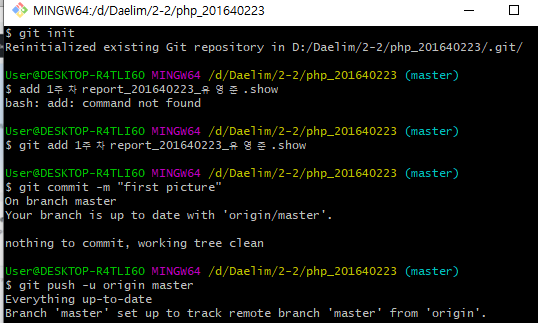 MINGW64:/d/Daelim/2-2/php_201640223
$ git init
Reinitialized existing Git repository in D:/Daelim/2-2/php_201640223/.git/
User@DESKTOP-R4TLI6O MINGW64 /d/Daelim/2-2/php_201640223 (master)
$ add 1주 차 report_201640223_유 영 준 .show
bash: add: command not found
User@DESKTOP-R4TLI6O MINGW64 /d/Daelim/2-2/php_201640223 (master)
$ git add 1주 차 report_201640223_유 영 준 .show
User@DESKTOP-R4TLI6O MINGW64 /d/Daelim/2-2/php_201640223 (master)
$ git commit -m "first picture"
On branch master
Your branch is up to date with 'origin/master'.
nothing to commit, working tree clean
User@DESKTOP-R4TLI6O MINGW64 /d/Daelim/2-2/php_201640223 (master)
$ git push -u origin master
Everything up-to-date
Branch 'master' set up to track remote branch 'master' from 'origin'.